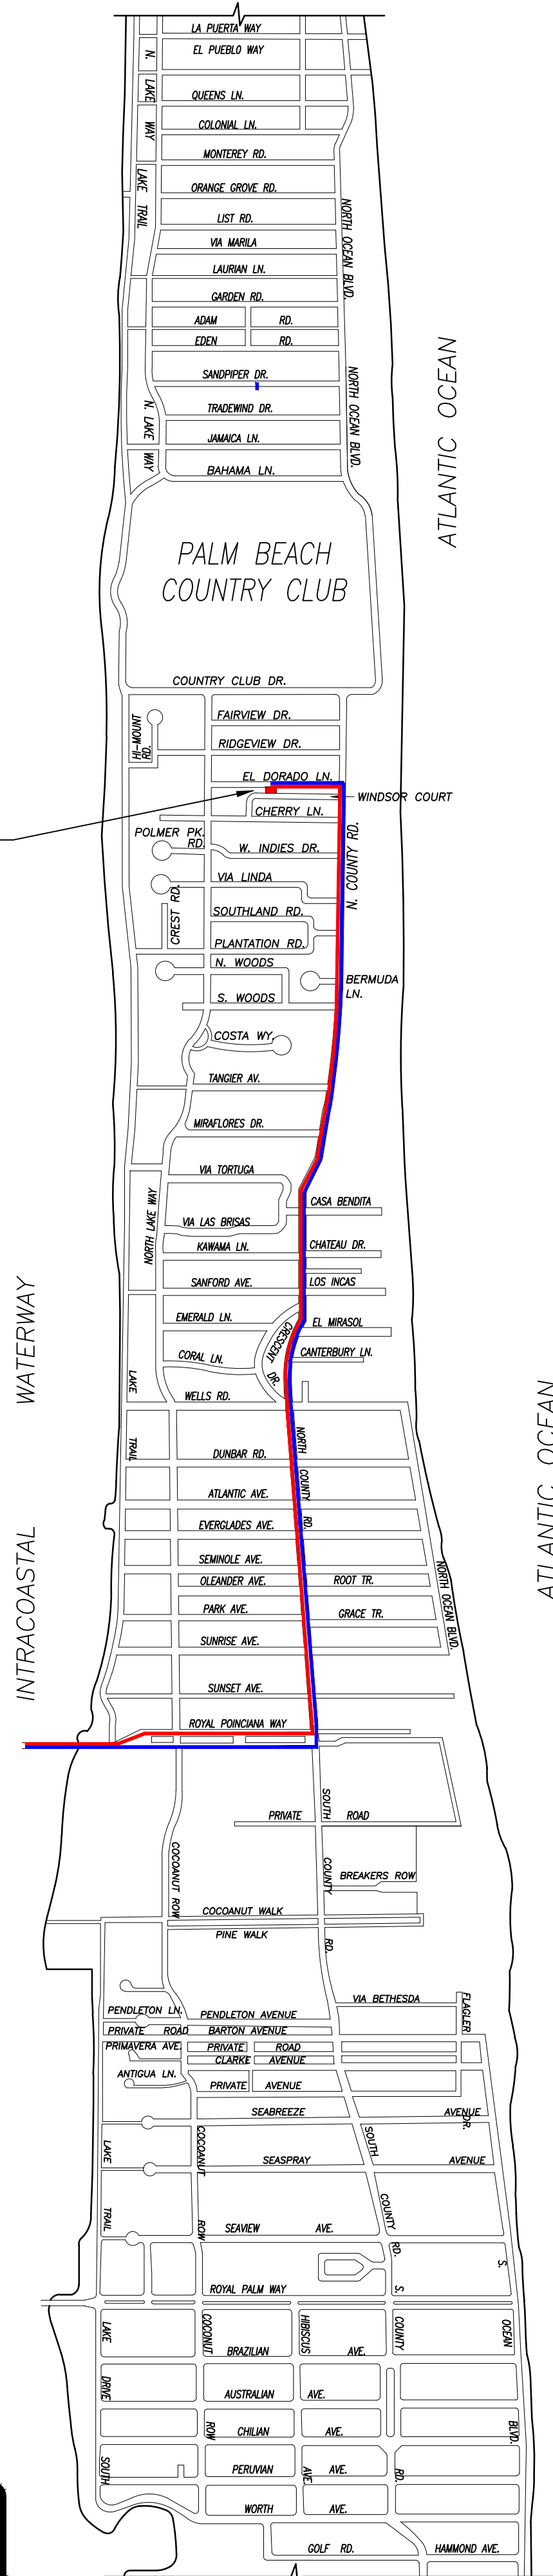 LA PUERTA WAY
N. LAKE WAY
EL PUEBLO WAY
QUEENS LN.
COLONIAL LN.
MONTEREY RD.
LAKE TRAIL
ORANGE GROVE RD.
NORTH OCEAN BLVD.
LIST RD.
VIA MARILA
LAURIAN LN.
GARDEN RD.
ADAM RD.
EDEN RD.
ATLANTIC OCEAN
SANDPIPER DR.
NORTH OCEAN BLVD.
N. LAKE WAY
TRADEWIND DR.
JAMAICA LN.
BAHAMA LN.
PALM BEACH
COUNTRY CLUB
COUNTRY CLUB DR.
HI-MOUNT
RD.
FAIRVIEW DR.
RIDGEVIEW DR.
EL DORADO LN.
WINDSOR COURT
CHERRY LN.
N. COUNTY RD.
POLMER PK.
RD.
W. INDIES DR.
VIA LINDA
CREST RD.
SOUTHLAND RD.
PLANTATION RD.
N. WOODS
BERMUDA
LN.
S. WOODS
COSTA WY.
TANGIER AV.
MIRAFLORES DR.
VIA TORTUGA
NORTH LAKE WAY
CASA BENDITA
VIA LAS BRISAS
KAWAMA LN.
CHATEAU DR.
SANFORD AVE.
LOS INCAS
INTRACOASTAL WATERWAY
EMERALD LN.
CRESCENT DR.
EL MIRASOL
CORAL LN.
CANTERBURY LN.
LAKE TRAIL
WELLS RD.
ATLANTIC OCEAN
NORTH COUNTY RD.
DUNBAR RD.
ATLANTIC AVE.
EVERGLADES AVE.
SEMINOLE AVE.
NORTH OCEAN BLVD.
OLEANDER AVE.
ROOT TR.
PARK AVE.
GRACE TR.
SUNRISE AVE.
SUNSET AVE.
ROYAL POINCIANA WAY
SOUTH COUNTY RD.
PRIVATE ROAD
COCOANUT ROW
BREAKERS ROW
COCOANUT WALK
PINE WALK
VIA BETHESDA
FLAGLER DR.
PENDLETON LN.
PENDLETON AVENUE
PRIVATE ROAD
BARTON AVENUE
PRIMAVERA AVE.
PRIVATE ROAD
CLARKE AVENUE
ANTIGUA LN.
PRIVATE AVENUE
SEABREEZE AVENUE
COCOANUT ROW
SOUTH COUNTY RD.
LAKE TRAIL
SEASPRAY AVENUE
SEAVIEW AVE.
S. OCEAN BLVD.
ROYAL PALM WAY
S. COUNTY RD.
LAKE DRIVE SOUTH
COCONUT ROW
HIBISCUS AVE.
BRAZILIAN AVE.
AUSTRALIAN AVE.
CHILIAN AVE.
PERUVIAN AVE.
WORTH AVE.
GOLF RD.
HAMMOND AVE.